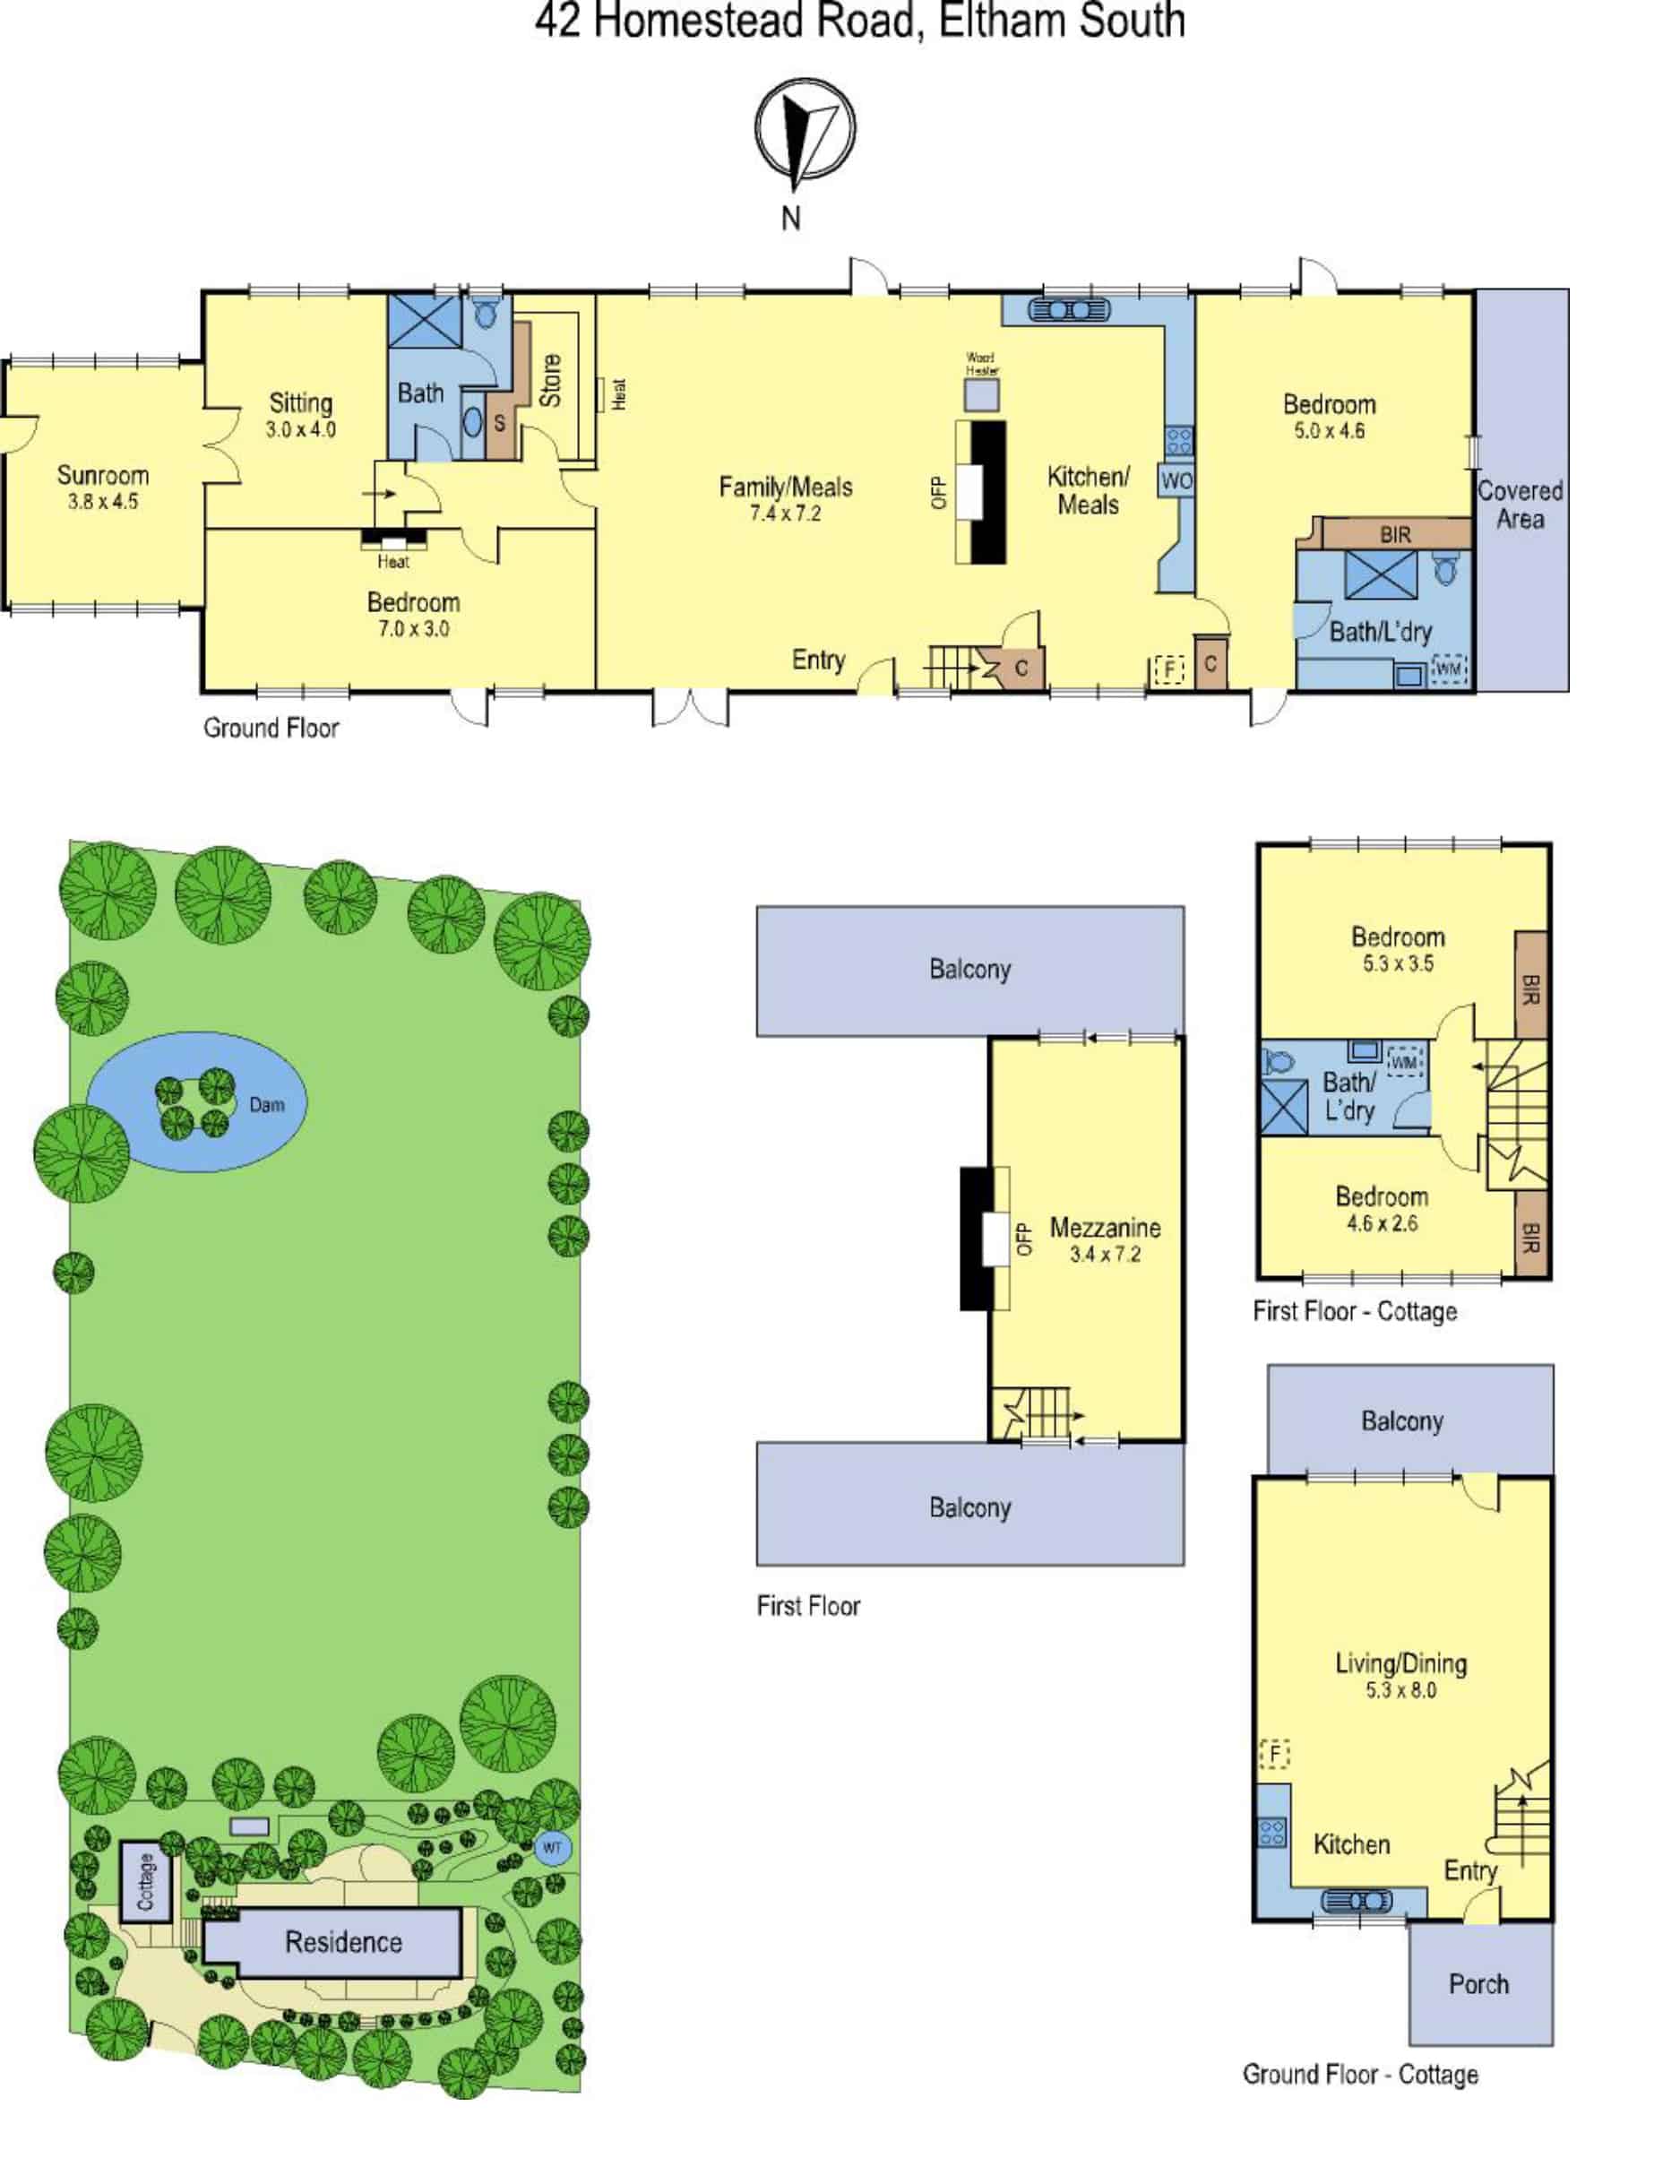 42 Homestead Road, Eltham South
N
Sunroom
3.8 x 4.5
Sitting
3.0 x 4.0
Bath
S
Store
Heat
Heat
Bedroom
7.0 x 3.0
Family/Meals
7.4 x 7.2
Entry
OFP
Wood
Heater
Kitchen/
Meals
WO
C
F
C
Bedroom
5.0 x 4.6
BIR
Bath/L'dry
WM
Covered
Area
Ground Floor
Dam
WT
Cottage
Residence
Balcony
OFP
Mezzanine
3.4 x 7.2
Balcony
First Floor
Bedroom
5.3 x 3.5
BIR
WM
Bath/
L'dry
Bedroom
4.6 x 2.6
BIR
First Floor - Cottage
Balcony
Living/Dining
5.3 x 8.0
F
Kitchen
Entry
Porch
Ground Floor - Cottage